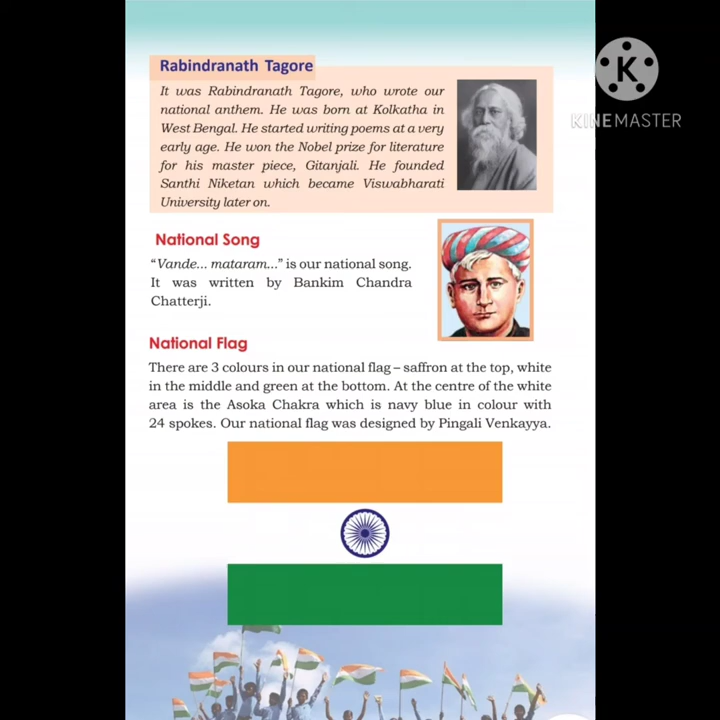 Rabindranath Tagore
It was Rabindranath Tagore, who wrote our
national anthem. He was born at Kolkatha in
West Bengal. He started writing poems at a very
early age. He won the Nobel prize for literature
for his master piece, Gitanjali. He founded
Santhi Niketan which became Viswabharati
University later on.
National Song
"Vande... mataram..." is our national song.
It was written by Bankim Chandra
Chatterji.
National Flag
There are 3 colours in our national flag – saffron at the top, white
in the middle and green at the bottom. At the centre of the white
area is the Asoka Chakra which is navy blue in colour with
24 spokes. Our national flag was designed by Pingali Venkayya.
K
KINEMASTER